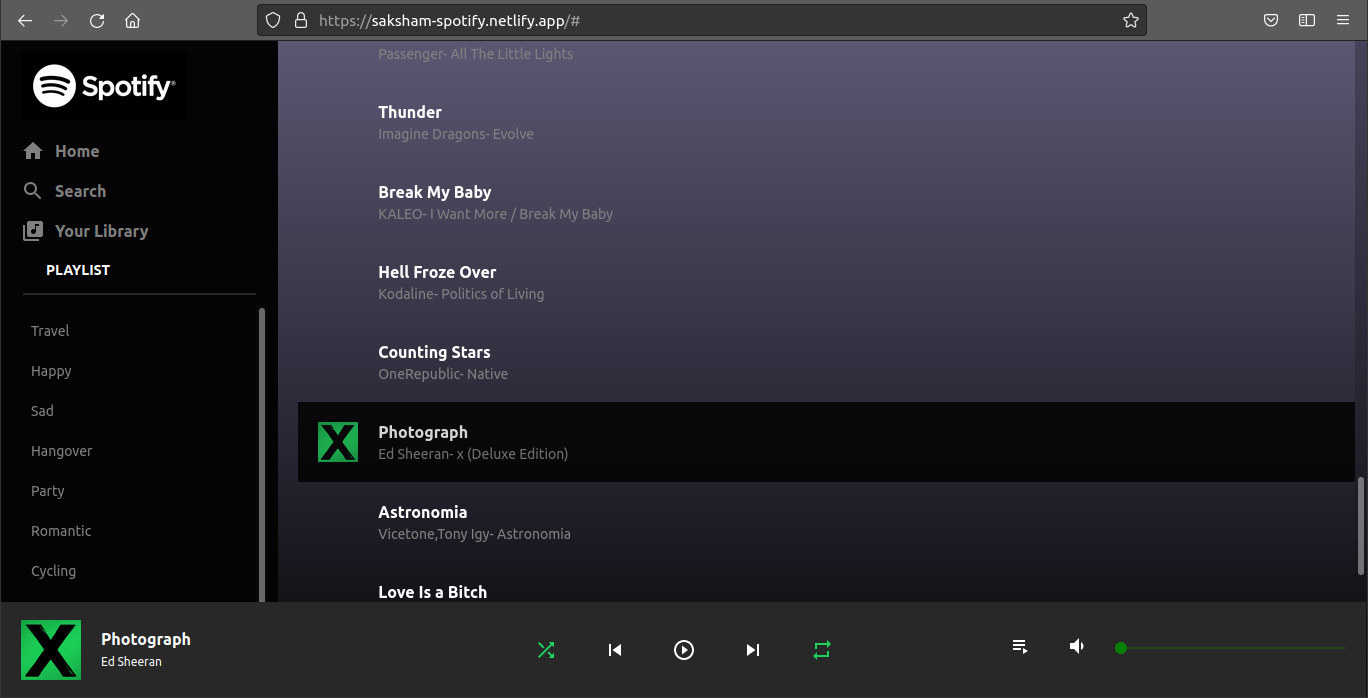 https://saksham-spotify.netlify.app/#
Spotify®
Home
Search
Your Library
PLAYLIST
Travel
Happy
Sad
Hangover
Party
Romantic
Cycling
Passenger- All The Little Lights
Thunder
Imagine Dragons- Evolve
Break My Baby
KALEO- I Want More / Break My Baby
Hell Froze Over
Kodaline- Politics of Living
Counting Stars
OneRepublic- Native
Photograph
Ed Sheeran- x (Deluxe Edition)
Astronomia
Vicetone,Tony Igy- Astronomia
Love Is a Bitch
Photograph
Ed Sheeran